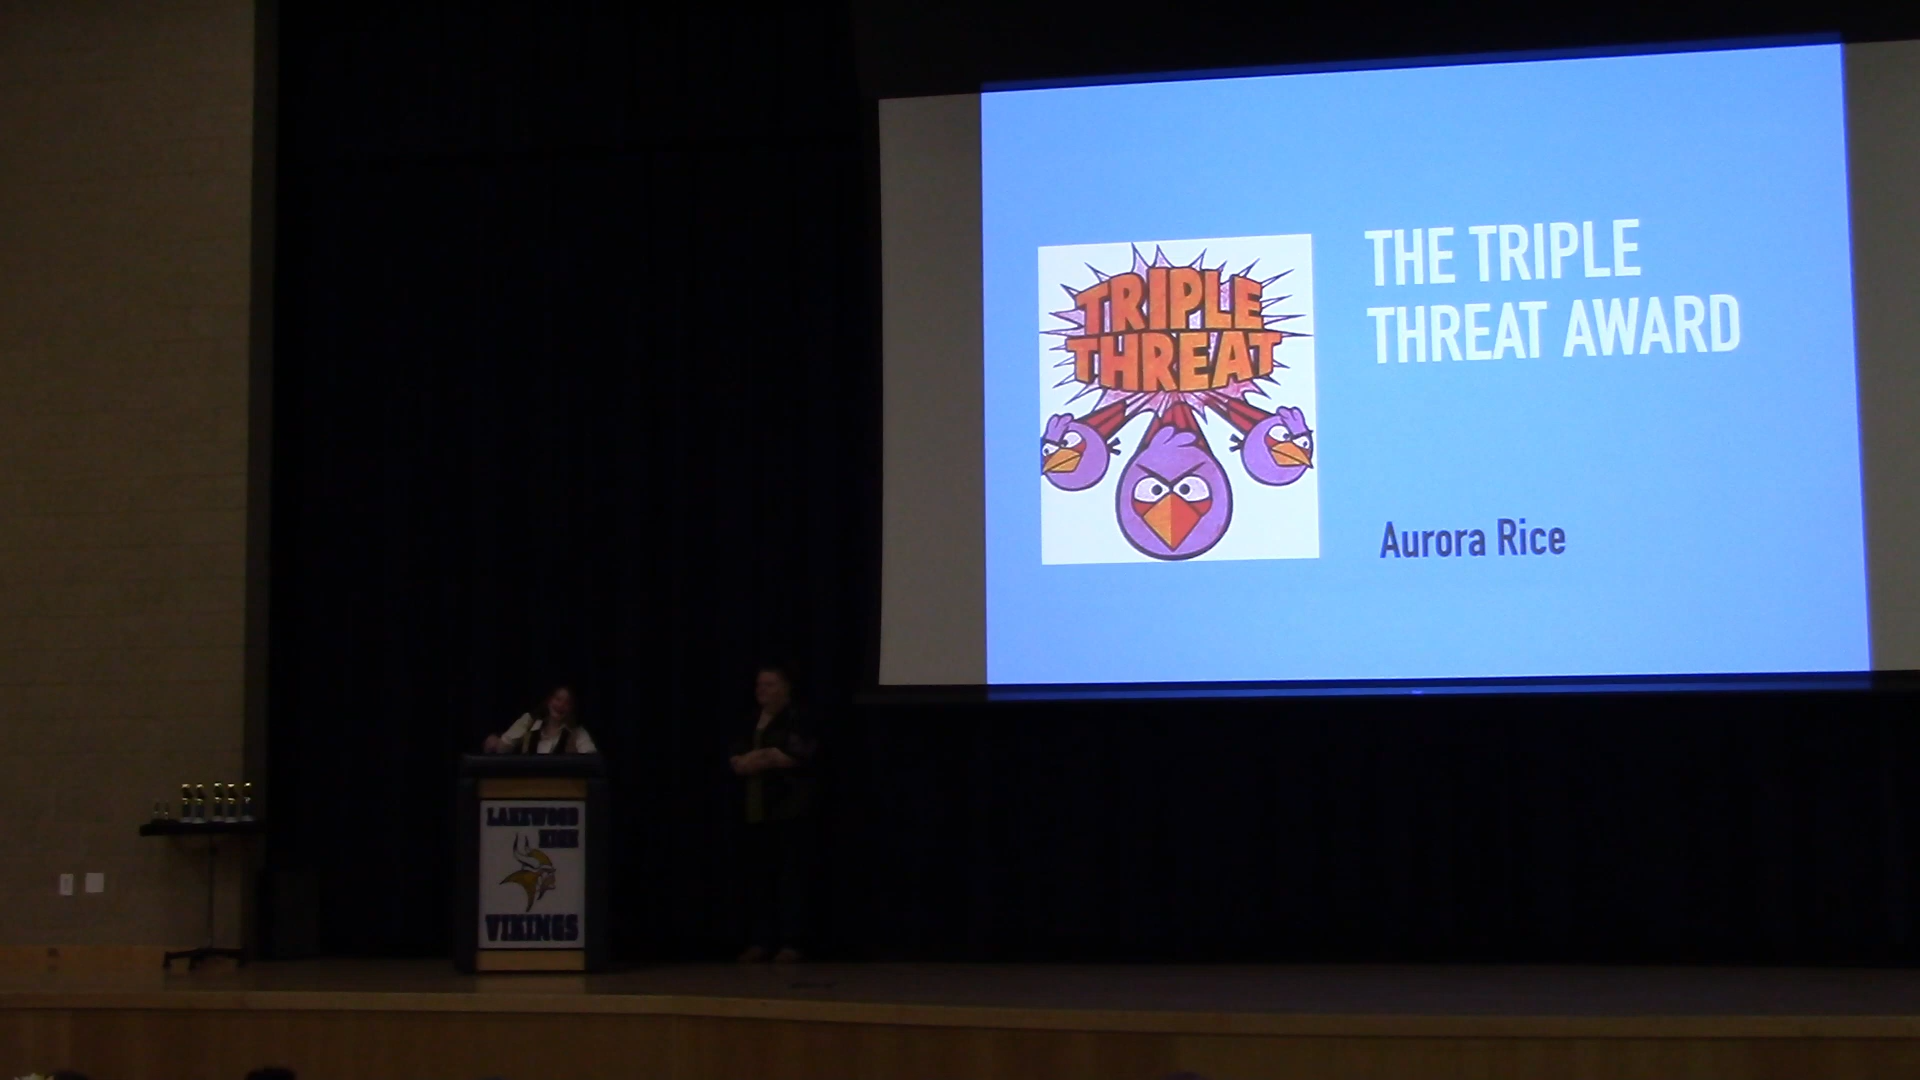 THE TRIPLE
THREAT AWARD
TRIPLE
THREAT
Aurora Rice
LAKEWOOD
HIGH
VIKINGS